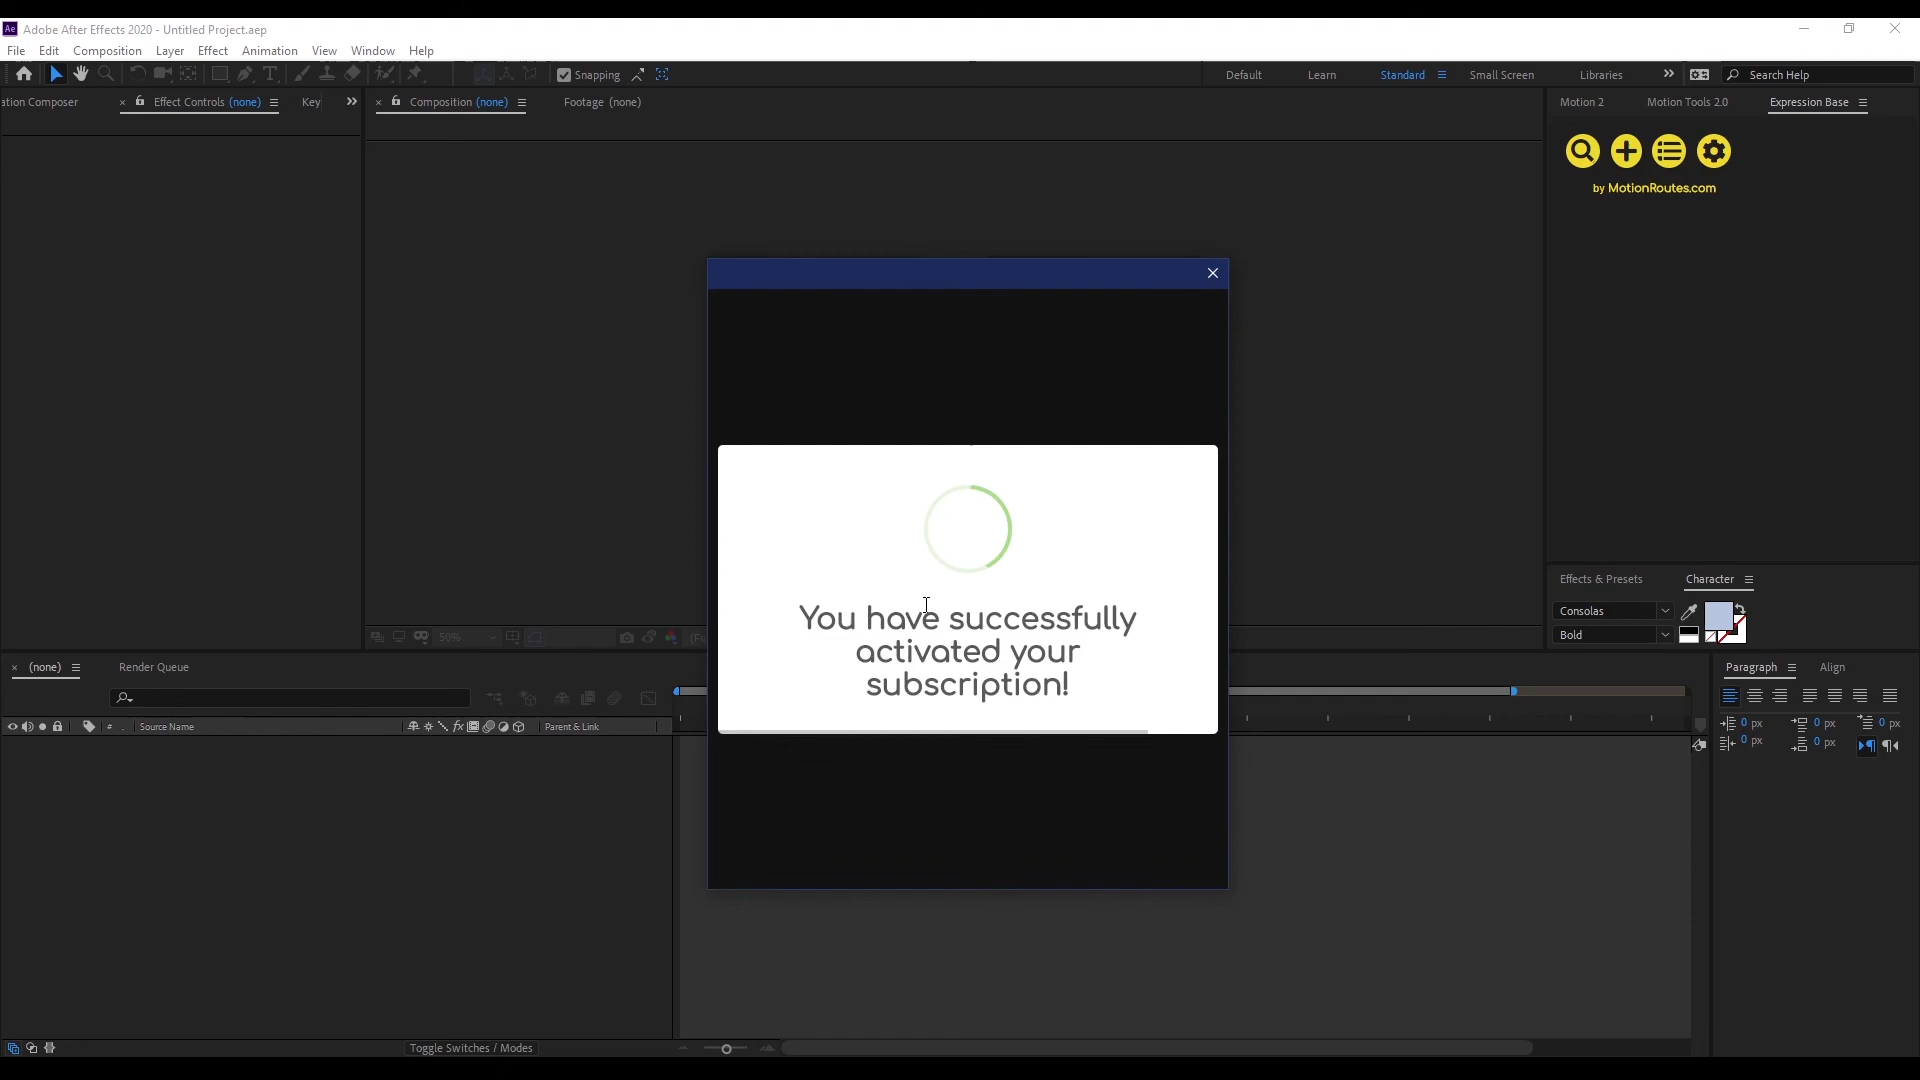 Ae Adobe After Effects 2020 - Untitled Project.aep
File Edit Composition Layer Effect Animation View Window Help
Snapping
Default Learn Standard Small Screen Libraries Search Help
ation Composer Effect Controls (none) Key
Composition (none) Footage (none)
Motion 2 Motion Tools 2.0 Expression Base
by MotionRoutes.com
You have successfully
activated your
subscription!
Effects & Presets Character
Consolas
Bold
50% (Fu
(none) Render Queue
Paragraph Align
# . Source Name fx Parent & Link
0 px 0 px 0 px
0 px 0 px
Toggle Switches / Modes